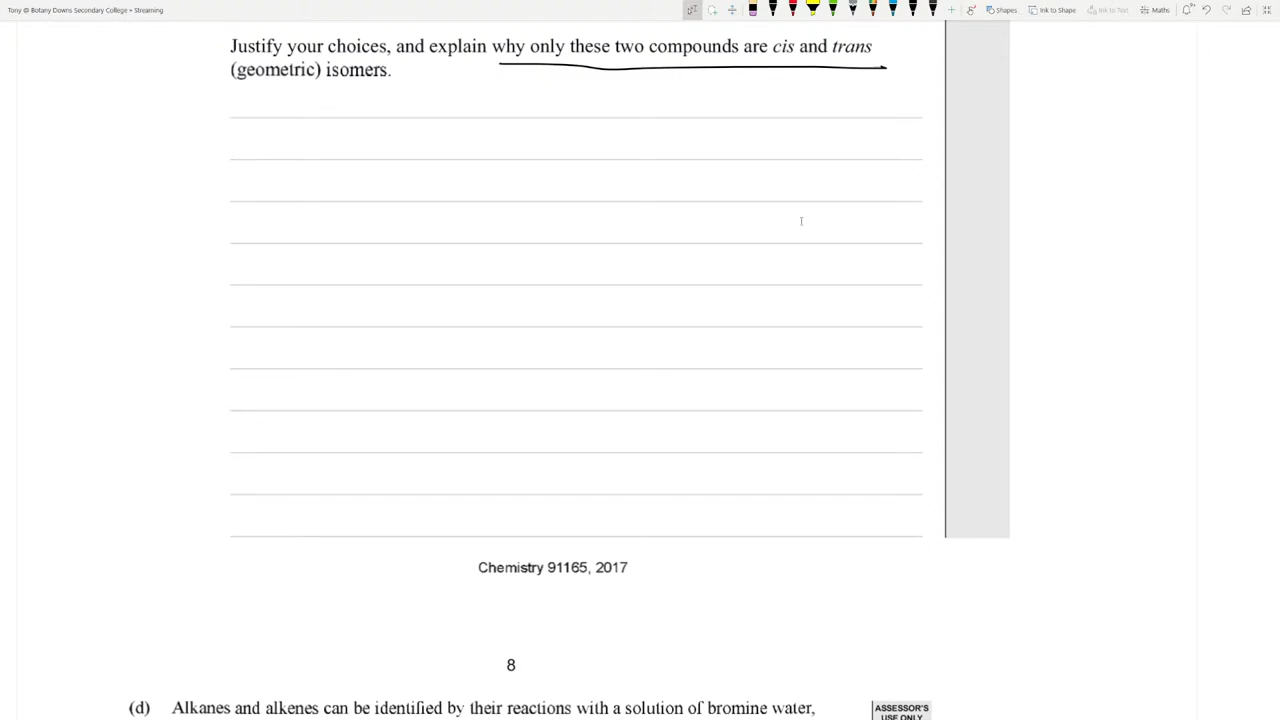 Tony @ Botany Downs Secondary College » Streaming
Shapes Ink to Shape Ink to Text Maths
Justify your choices, and explain why only these two compounds are cis and trans
(geometric) isomers.
Chemistry 91165, 2017
8
(d) Alkanes and alkenes can be identified by their reactions with a solution of bromine water,
ASSESSOR'S
USE ONLY